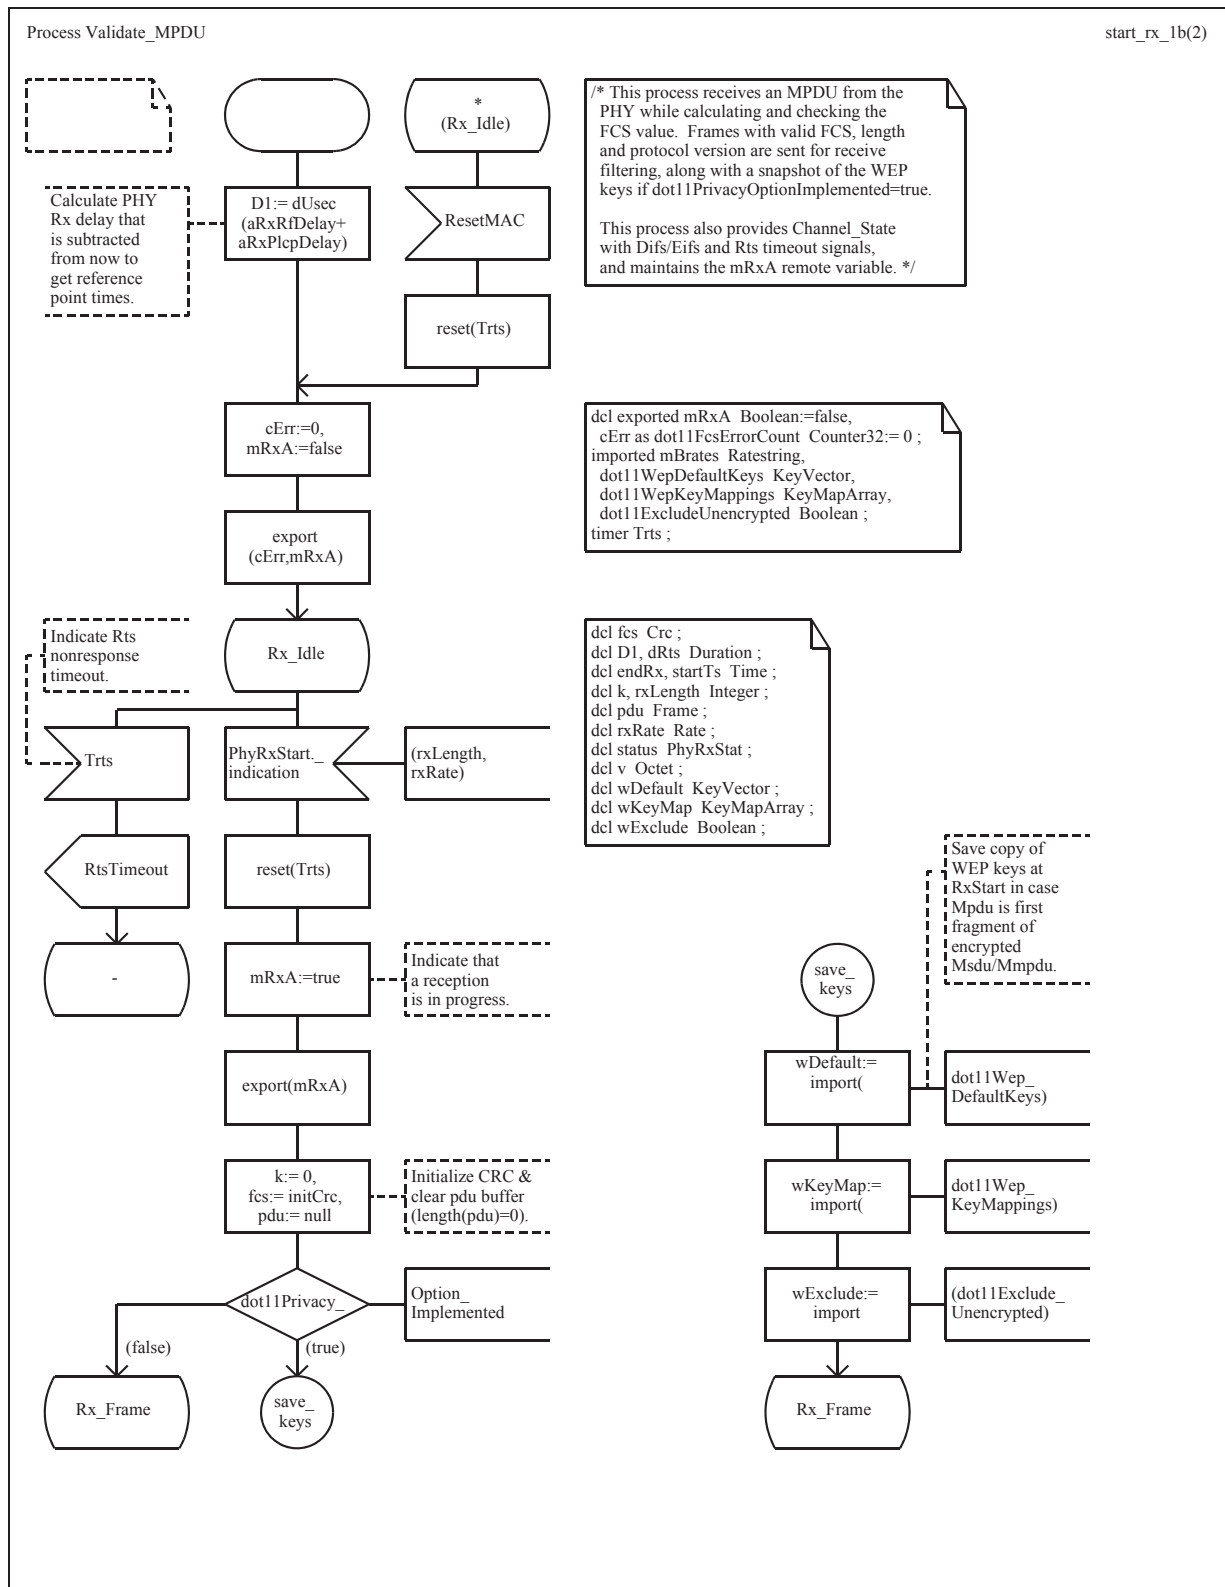 Process Validate_MPDU
start_rx_1b(2)
*
(Rx_Idle)
/* This process receives an MPDU from the
PHY while calculating and checking the
FCS value.  Frames with valid FCS, length
and protocol version are sent for receive
filtering, along with a snapshot of the WEP
keys if dot11PrivacyOptionImplemented=true.
This process also provides Channel_State
with Difs/Eifs and Rts timeout signals,
and maintains the mRxA remote variable. */
Calculate PHY
Rx delay that
is subtracted
from now to
get reference
point times.
D1:= dUsec
(aRxRfDelay+
aRxPlcpDelay)
ResetMAC
reset(Trts)
cErr:=0,
mRxA:=false
dcl exported mRxA  Boolean:=false,
cErr as dot11FcsErrorCount  Counter32:= 0 ;
imported mBrates  Ratestring,
dot11WepDefaultKeys  KeyVector,
dot11WepKeyMappings  KeyMapArray,
dot11ExcludeUnencrypted  Boolean ;
timer Trts ;
export
(cErr,mRxA)
Indicate Rts
nonresponse
timeout.
Rx_Idle
dcl fcs  Crc ;
dcl D1, dRts  Duration ;
dcl endRx, startTs  Time ;
dcl k, rxLength  Integer ;
dcl pdu  Frame ;
dcl rxRate  Rate ;
dcl status  PhyRxStat ;
dcl v  Octet ;
dcl wDefault  KeyVector ;
dcl wKeyMap  KeyMapArray ;
dcl wExclude  Boolean ;
Trts
PhyRxStart._
indication
(rxLength,
rxRate)
RtsTimeout
reset(Trts)
Save copy of
WEP keys at
RxStart in case
Mpdu is first
fragment of
encrypted
Msdu/Mmpdu.
-
mRxA:=true
Indicate that
a reception
is in progress.
save_
keys
export(mRxA)
wDefault:=
import(
dot11Wep_
DefaultKeys)
k:= 0,
fcs:= initCrc,
pdu:= null
Initialize CRC &
clear pdu buffer
(length(pdu)=0).
wKeyMap:=
import(
dot11Wep_
KeyMappings)
dot11Privacy_
Option_
Implemented
wExclude:=
import
(dot11Exclude_
Unencrypted)
(false)
(true)
Rx_Frame
save_
keys
Rx_Frame